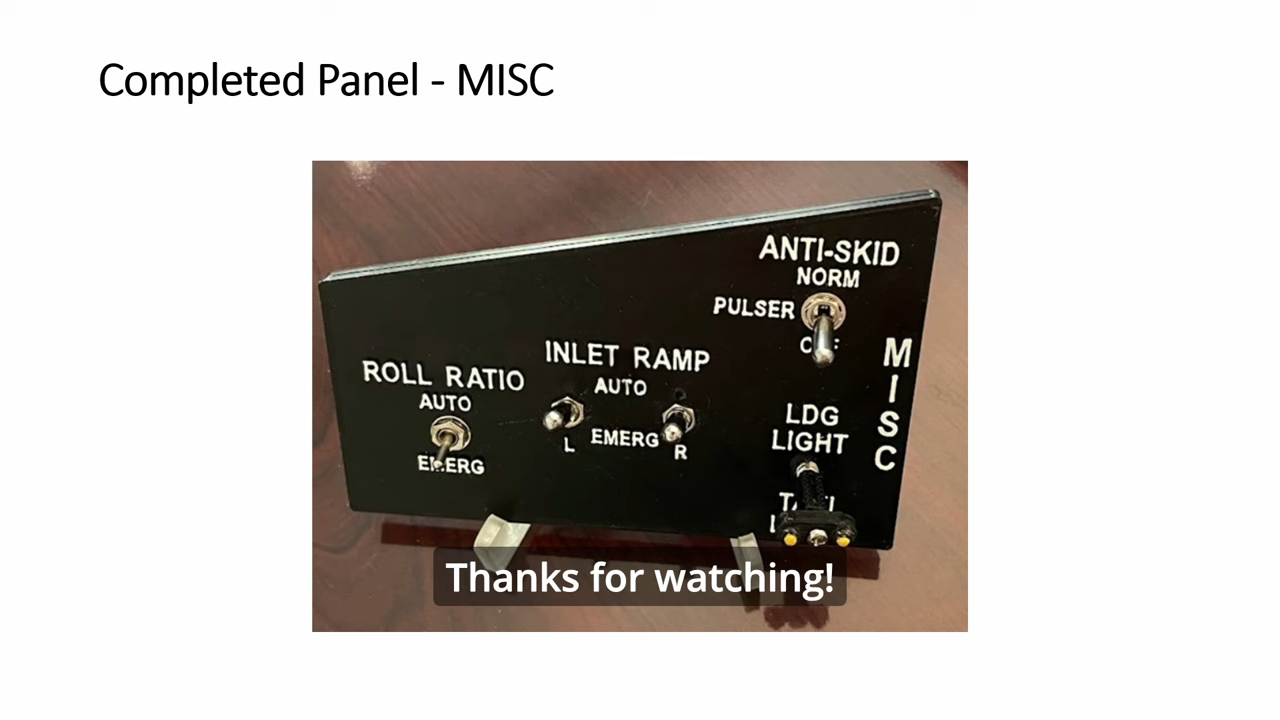 Completed Panel - MISC
ANTI-SKID
NORM
PULSER
INLET RAMP
AUTO
ROLL RATIO
AUTO
EMERG
L
EMERG
R
LDG
LIGHT
MISC
Thanks for watching!